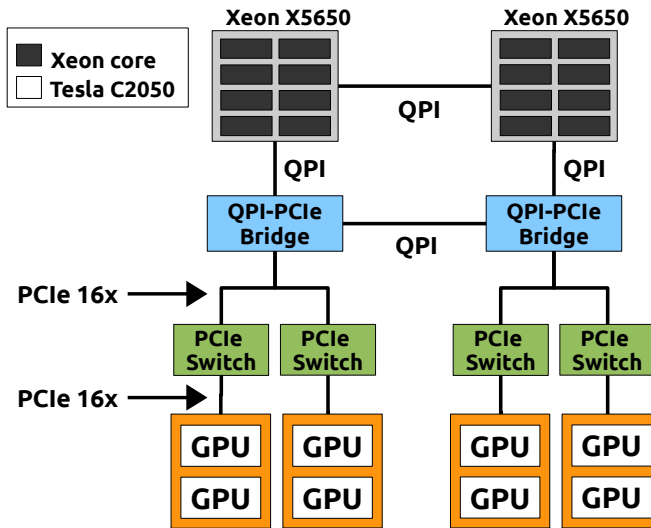 Xeon X5650
Xeon X5650
Xeon core
Tesla C2050
QPI
QPI
QPI
QPI-PCIe
Bridge
QPI-PCIe
Bridge
QPI
PCIe 16x
PCIe
Switch
PCIe
Switch
PCIe
Switch
PCIe
Switch
PCIe 16x
GPU
GPU
GPU
GPU
GPU
GPU
GPU
GPU